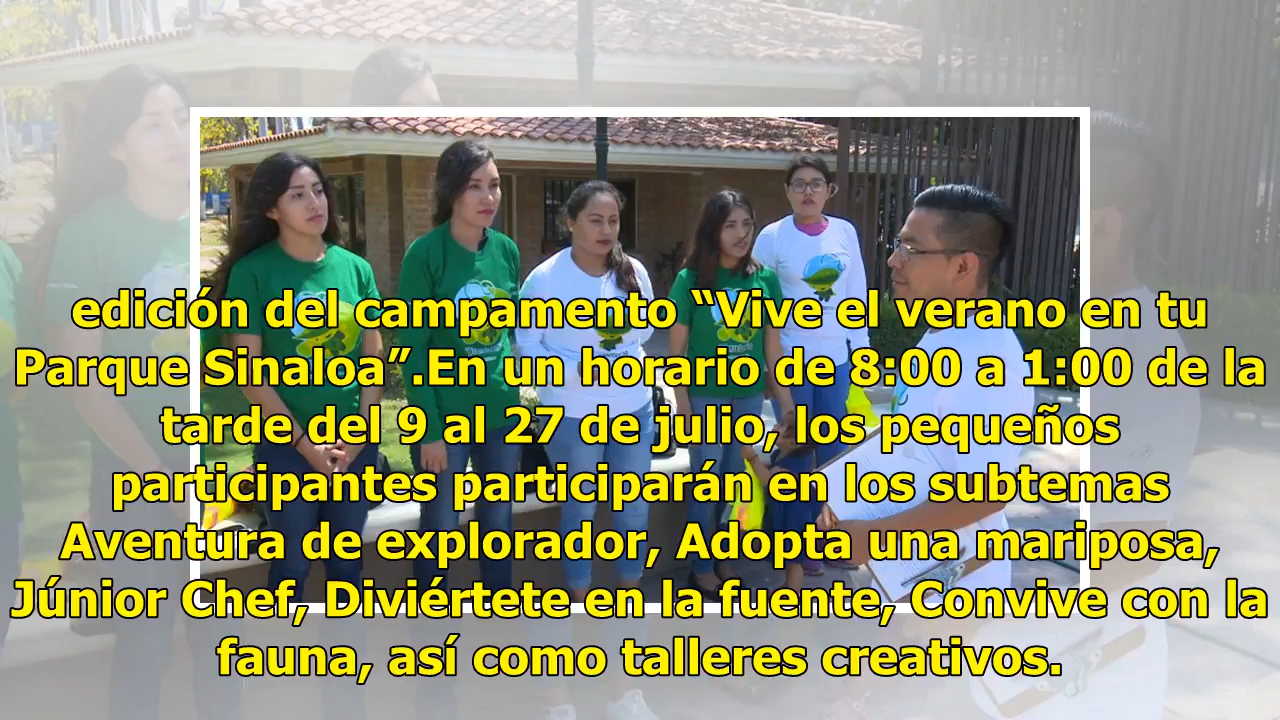 edición del campamento “Vive el verano en tu
Parque Sinaloa”.En un horario de 8:00 a 1:00 de la
tarde del 9 al 27 de julio, los pequeños
participantes participarán en los subtemas
Aventura de explorador, Adopta una mariposa,
Júnior Chef, Diviértete en la fuente, Convive con la
fauna, así como talleres creativos.